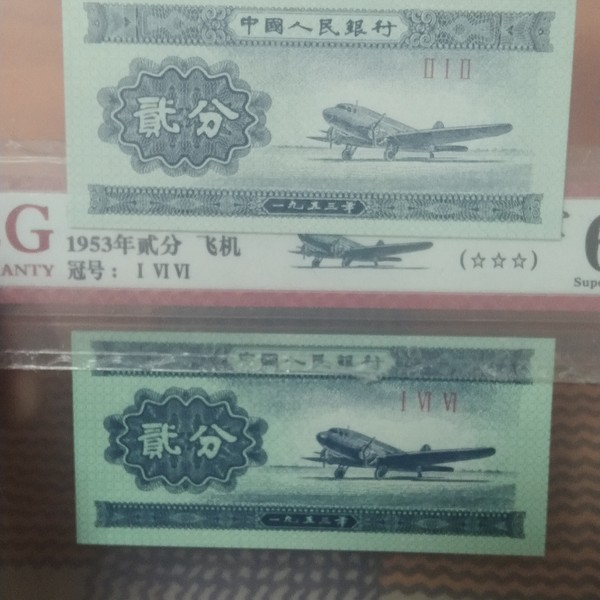 中國人民銀行
II I II
貳分
一九五三年
G
1953年贰分 飞机
ANTY
冠号: I VI VI
(☆☆☆)
6
Supe
中國人民銀行
I VI VI
貳分
一九五三年